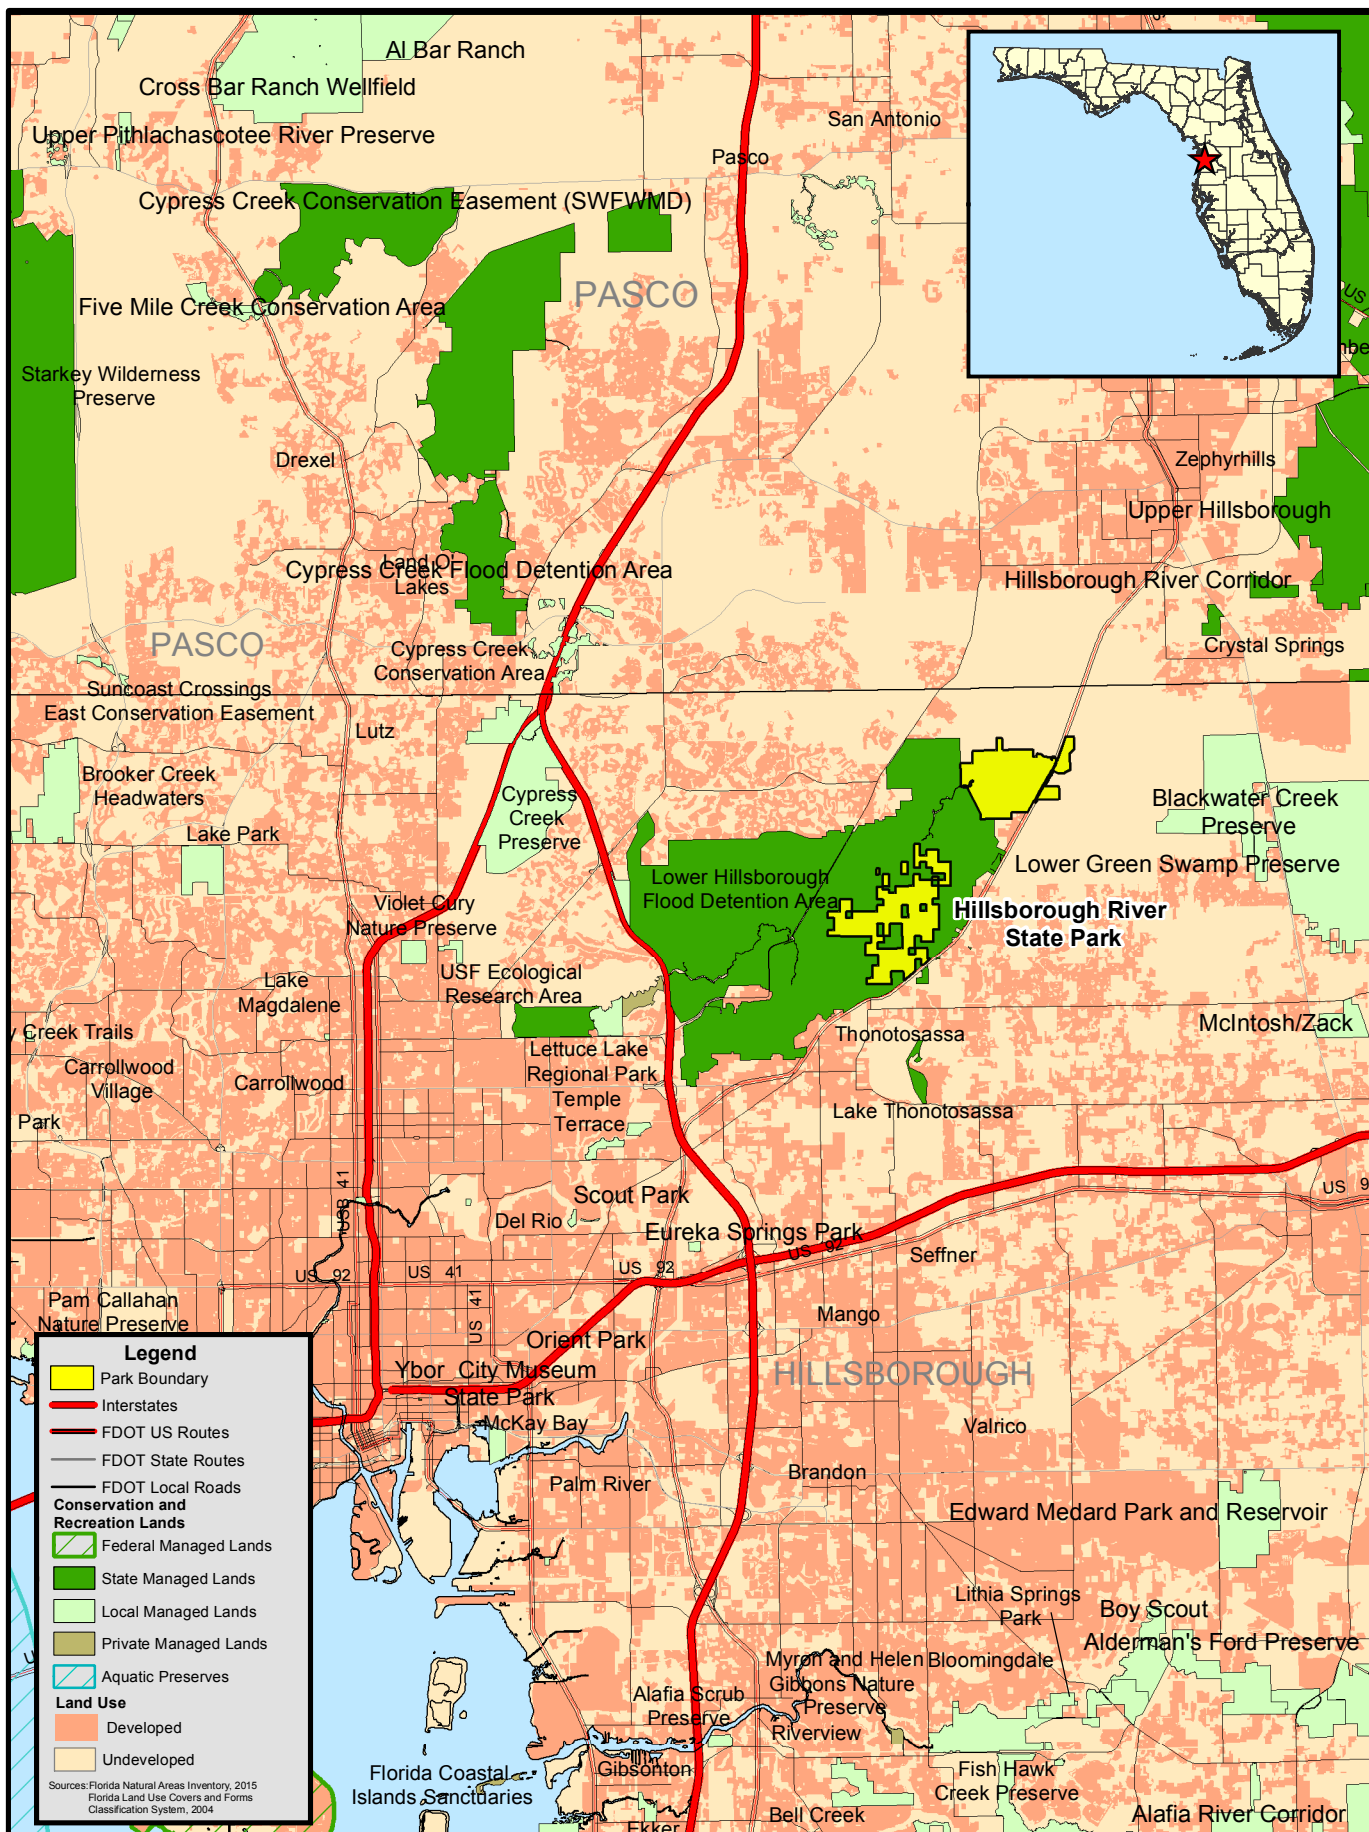 Al Bar Ranch
Cross Bar Ranch Wellfield
San Antonio
Upper Pithlachascotee River Preserve
Pasco
Cypress Creek Conservation Easement (SWFWMD)
PASCO
US
Five Mile Creek Conservation Area
Starkey Wilderness
Preserve
Drexel
Zephyrhills
Upper Hillsborough
Land O'
Lakes
Cypress Creek Flood Detention Area
Hillsborough River Corridor
PASCO
Cypress Creek
Conservation Area
Crystal Springs
Suncoast Crossings
East Conservation Easement
Lutz
Brooker Creek
Headwaters
Cypress
Creek
Preserve
Blackwater Creek
Preserve
Lake Park
Lower Green Swamp Preserve
Lower Hillsborough
Flood Detention Area
Violet Cury
Nature Preserve
Hillsborough River
State Park
USF Ecological
Research Area
Lake
Magdalene
y Creek Trails
McIntosh/Zack
Thonotosassa
Lettuce Lake
Regional Park
Carrollwood
Village
Carrollwood
Temple
Terrace
Lake Thonotosassa
Park
USB 41
Scout Park
US 9
Del Rio
Eureka Springs Park
US 92
Seffner
US 92
US 41
US 92
US 41
Pam Callahan
Nature Preserve
Mango
Orient Park
HILLSBOROUGH
Ybor City Museum
State Park
McKay Bay
Valrico
Brandon
Palm River
Edward Medard Park and Reservoir
Lithia Springs
Park
Boy Scout
Alderman's Ford Preserve
Myron and Helen
Gibbons Nature
Preserve
Bloomingdale
Alafia Scrub
Preserve
Riverview
Florida Coastal
Islands Sanctuaries
Gibsonton
Fish Hawk
Creek Preserve
Bell Creek
Alafia River Corridor
Ekker
Legend
Park Boundary
Interstates
FDOT US Routes
FDOT State Routes
FDOT Local Roads
Conservation and
Recreation Lands
Federal Managed Lands
State Managed Lands
Local Managed Lands
Private Managed Lands
Aquatic Preserves
Land Use
Developed
Undeveloped
Sources:Florida Natural Areas Inventory, 2015
Florida Land Use Covers and Forms
Classification System, 2004